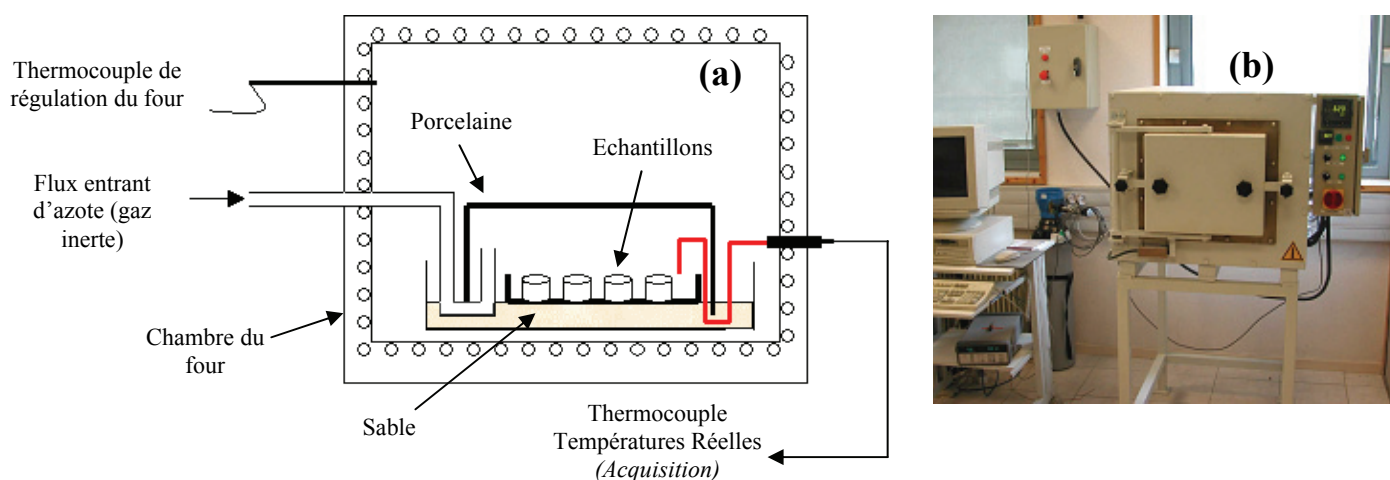 Thermocouple de
régulation du four
(a)
Porcelaine
Echantillons
Flux entrant
d'azote (gaz
inerte)
Chambre du
four
Sable
Thermocouple
Températures Réelles
(Acquisition)
(b)